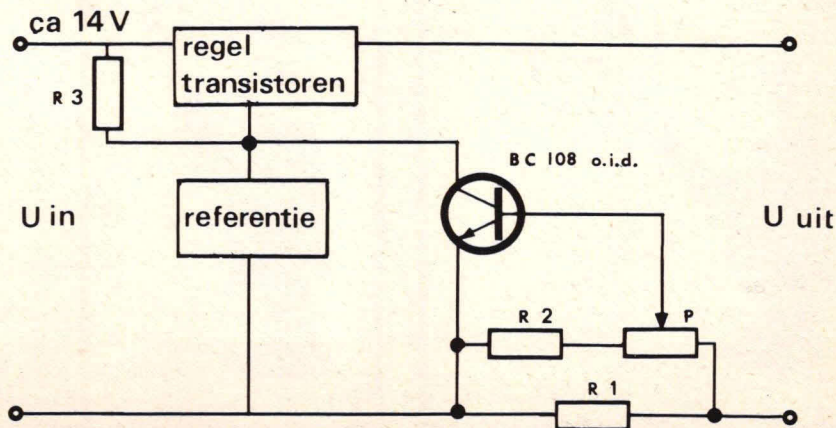 ca 14 V
regel
transistoren
R 3
BC 108 o.i.d.
U in
referentie
U uit
R 2
P
R 1